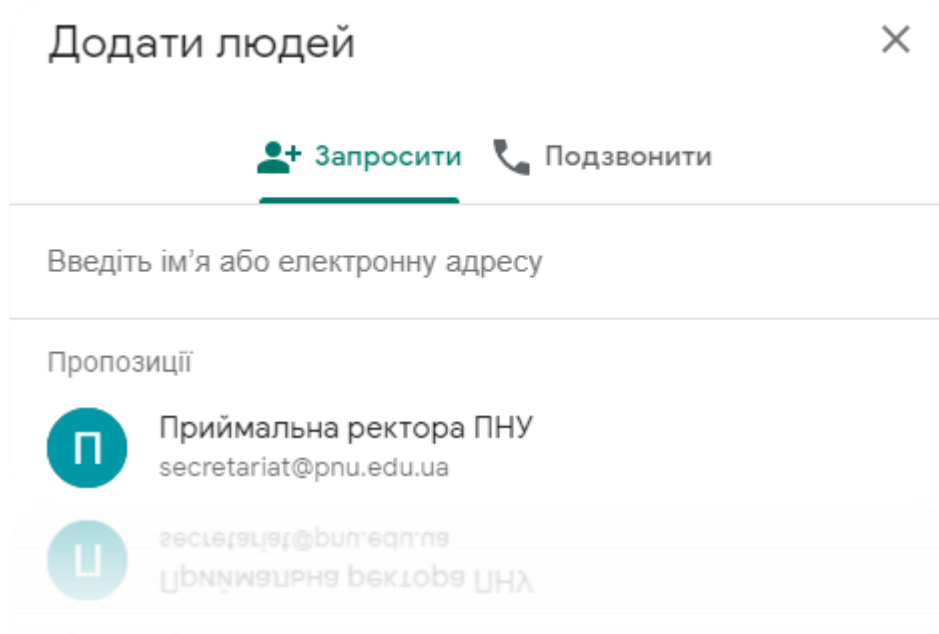 Додати людей
Запросити Подзвонити
Введіть ім'я або електронну адресу
Пропозиції
П
Приймальна ректора ПНУ
secretariat@pnu.edu.ua